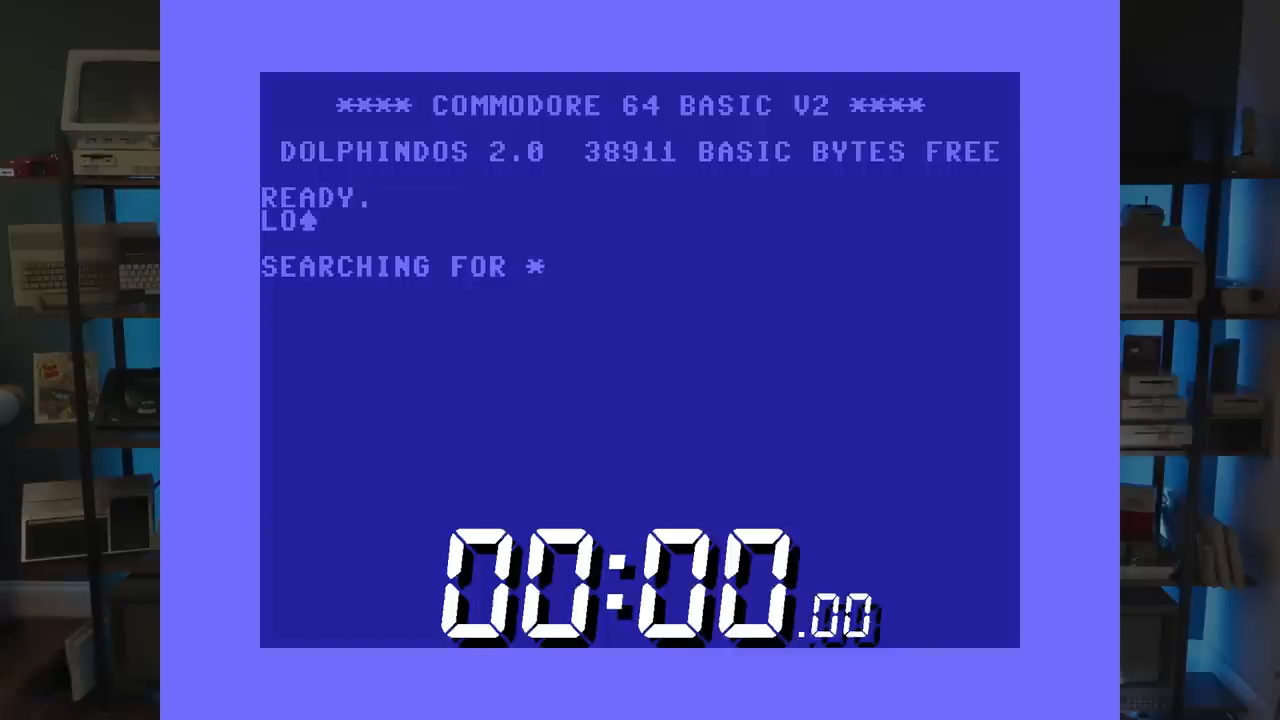 **** COMMODORE 64 BASIC V2 ****
DOLPHINDOS 2.0  38911 BASIC BYTES FREE
READY.
LO♠
SEARCHING FOR *
00:00.00